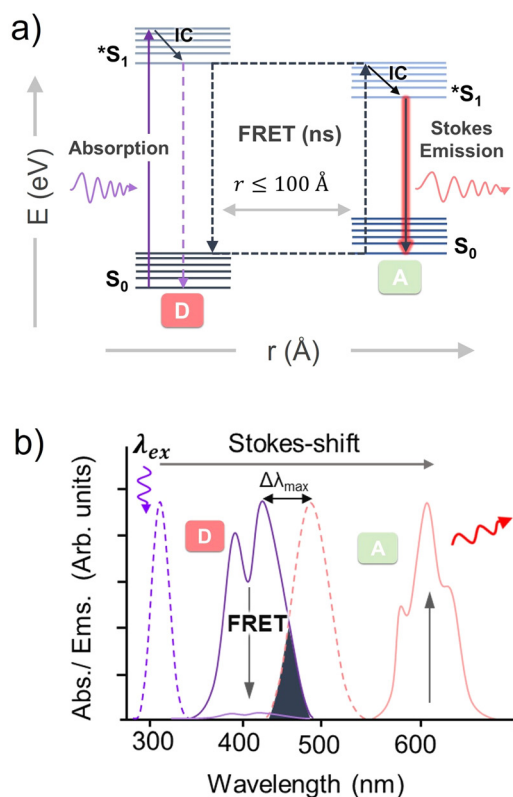 a)
*S₁
IC
IC
*S₁
FRET (ns)
Absorption
Stokes
Emission
r ≤ 100 Å
E (eV)
S₀
S₀
D
A
r (Å)
b)
λex
Stokes-shift
Δλmax
D
A
FRET
Abs./ Ems. (Arb. units)
300
400
500
600
Wavelength (nm)